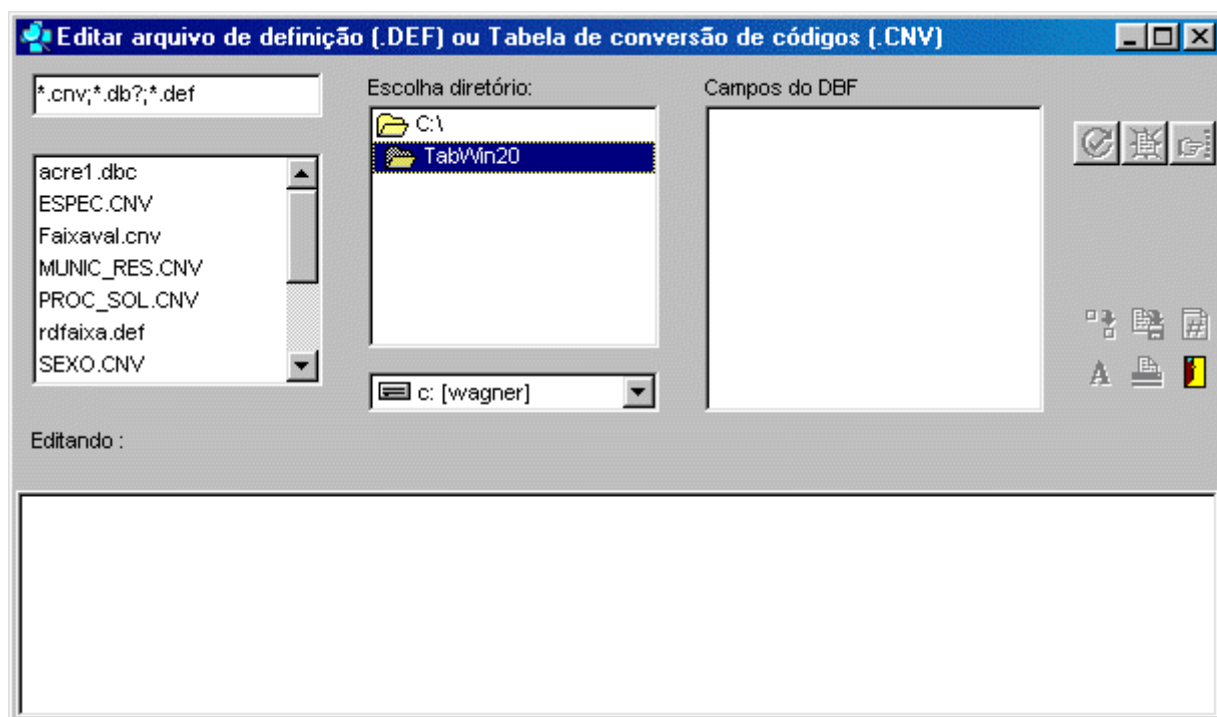 Editar arquivo de definição (.DEF) ou Tabela de conversão de códigos (.CNV)
*.cnv;*.db?;*.def
acre1.dbc
ESPEC.CNV
Faixaval.cnv
MUNIC_RES.CNV
PROC_SOL.CNV
rdfaixa.def
SEXO.CNV
Escolha diretório:
C:\
TabWin20
c: [wagner]
Campos do DBF
#
A
Editando :